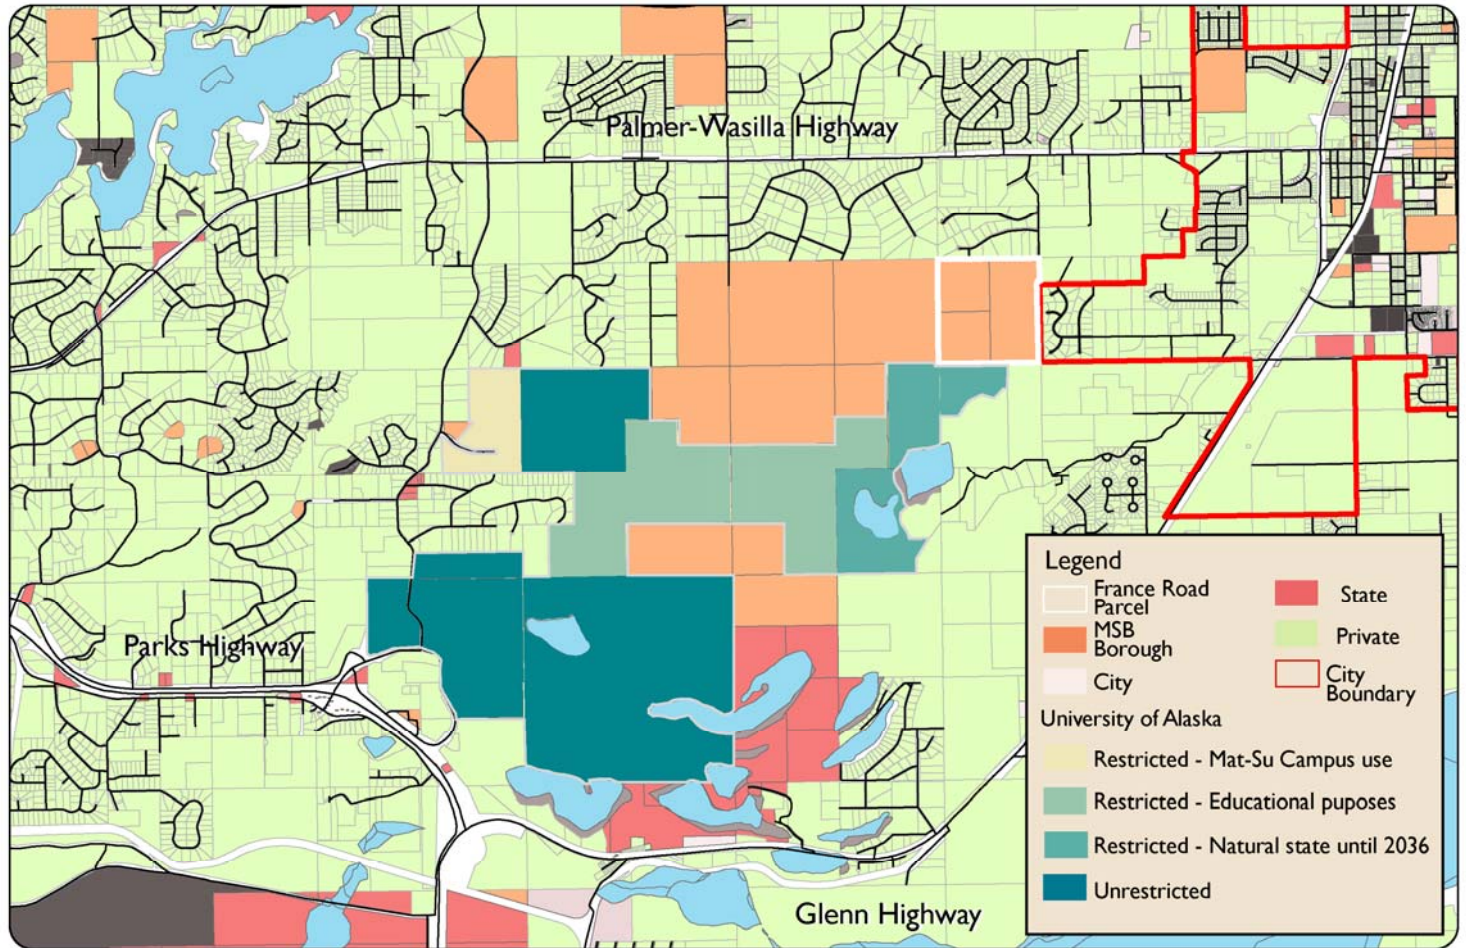 Palmer-Wasilla Highway
Parks Highway
Glenn Highway
Legend
France Road
Parcel
MSB
Borough
City
State
Private
City
Boundary
University of Alaska
Restricted - Mat-Su Campus use
Restricted - Educational puposes
Restricted - Natural state until 2036
Unrestricted